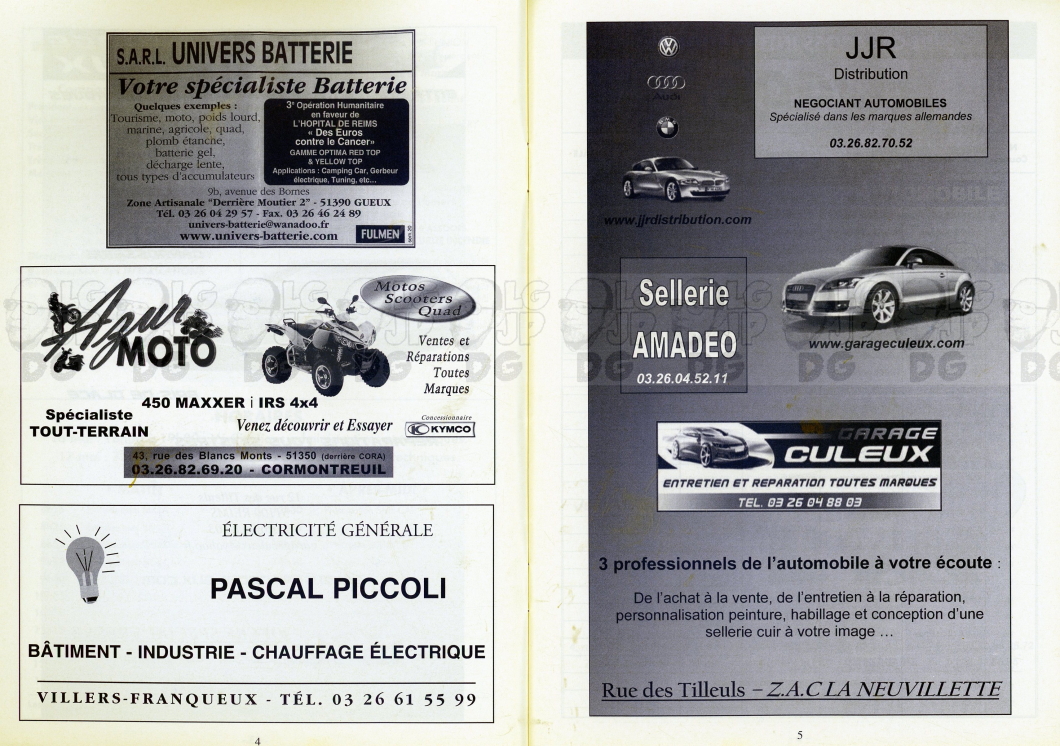 S.A.R.L. UNIVERS BATTERIE
Votre spécialiste Batterie
Quelques exemples :
Tourisme, moto, poids lourd,
marine, agricole, quad,
plomb étanche,
batterie gel,
décharge lente,
tous types d'accumulateurs
3e Opération Humanitaire
en faveur de
L'HOPITAL DE REIMS
« Des Euros
contre le Cancer»
GAMME OPTIMA RED TOP
& YELLOW TOP
Applications : Camping Car, Gerbeur
électrique, Tuning, etc...
9b, avenue des Bornes
Zone Artisanale "Derrière Moutier 2" - 51390 GUEUX
Tél. 03 26 04 29 57 - Fax. 03 26 46 24 89
univers-batterie@wanadoo.fr
www.univers-batterie.com
FULMEN
Azur
MOTO
Motos
Scooters
Quad
Ventes et
Réparations
Toutes
Marques
450 MAXXER i IRS 4x4
Spécialiste
TOUT-TERRAIN
Venez découvrir et Essayer
Concessionnaire
KYMCO
43, rue des Blancs Monts - 51350 (derrière CORA)
03.26.82.69.20 - CORMONTREUIL
ÉLECTRICITÉ GÉNÉRALE
PASCAL PICCOLI
BÂTIMENT - INDUSTRIE - CHAUFFAGE ÉLECTRIQUE
VILLERS-FRANQUEUX - TÉL. 03 26 61 55 99
4
Audi
JJR
Distribution
NEGOCIANT AUTOMOBILES
Spécialisé dans les marques allemandes
03.26.82.70.52
www.jjrdistribution.com
Sellerie
AMADEO
03.26.04.52.11
www.garageculeux.com
GARAGE
CULEUX
ENTRETIEN ET REPARATION TOUTES MARQUES
TEL. 03 26 04 88 03
3 professionnels de l'automobile à votre écoute :
De l'achat à la vente, de l'entretien à la réparation,
personnalisation peinture, habillage et conception d'une
sellerie cuir à votre image ...
Rue des Tilleuls – Z.A.C LA NEUVILLETTE
5